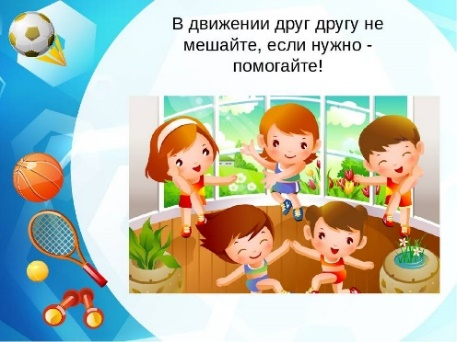 В движении друг другу не
мешайте, если нужно -
помогайте!